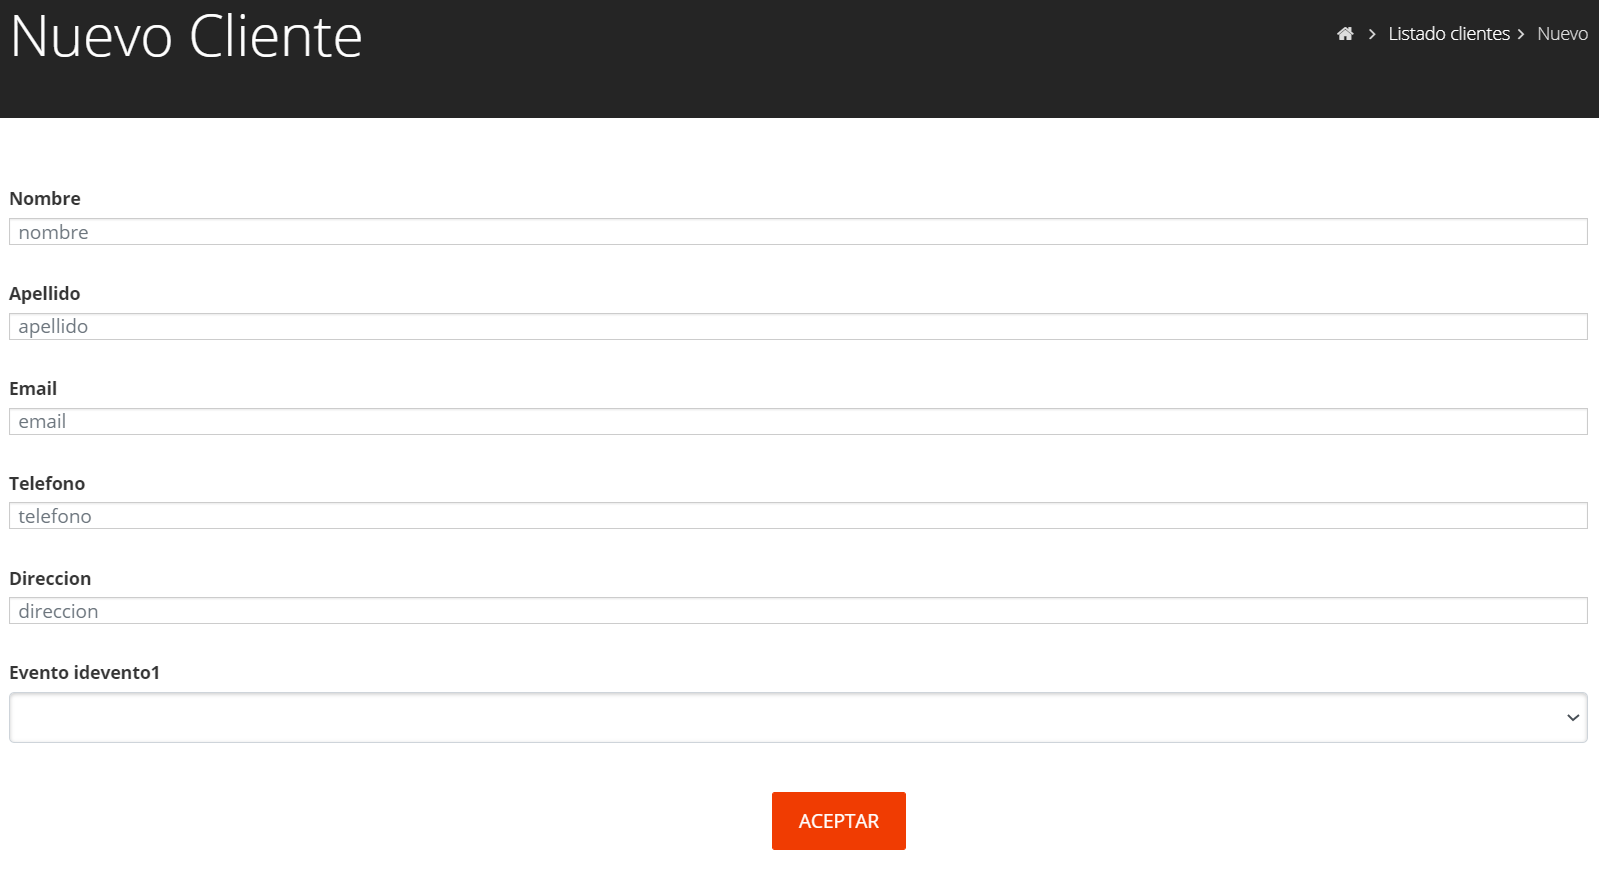 Nuevo Cliente
Listado clientes Nuevo
Nombre
nombre
Apellido
apellido
Email
email
Telefono
telefono
Direccion
direccion
Evento idevento1
ACEPTAR